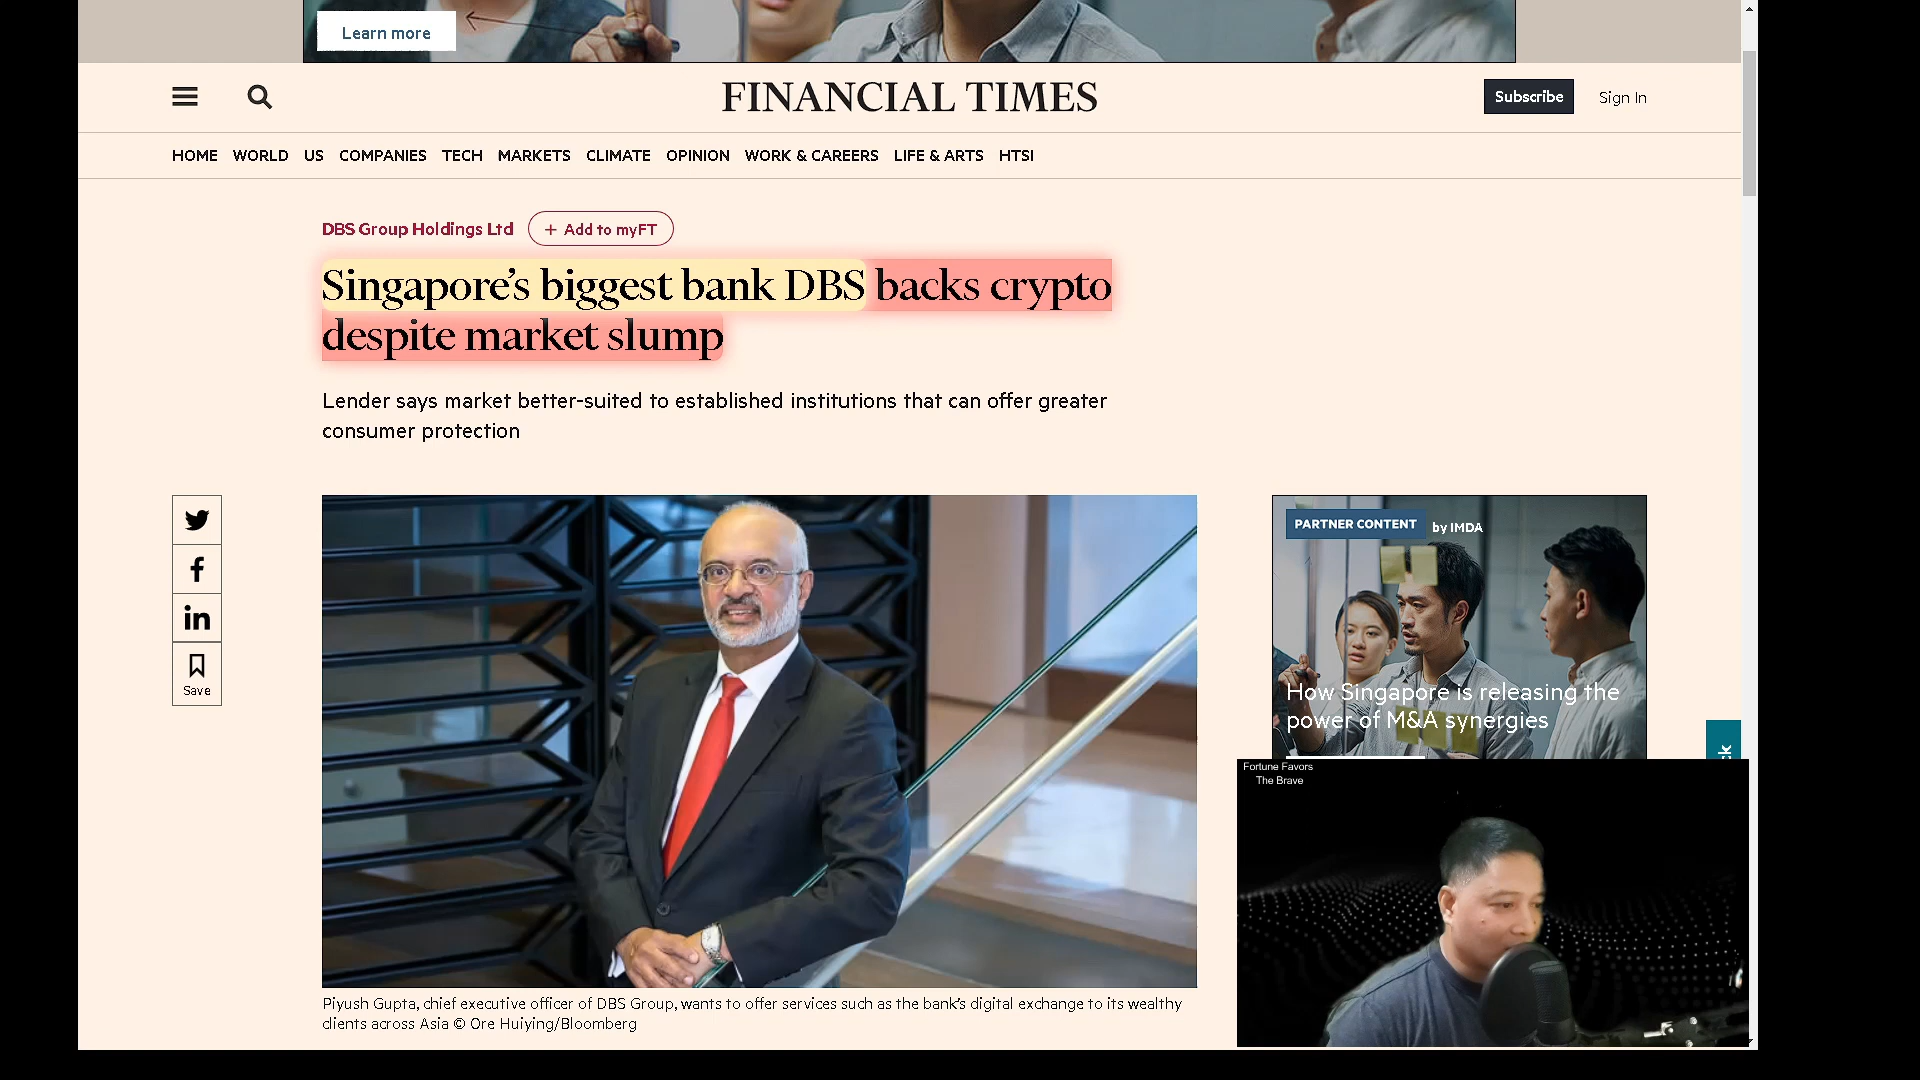 Learn more
FINANCIAL TIMES
Subscribe
Sign In
HOME WORLD US COMPANIES TECH MARKETS CLIMATE OPINION WORK & CAREERS LIFE & ARTS HTSI
DBS Group Holdings Ltd
+ Add to myFT
Singapore’s biggest bank DBS backs crypto
despite market slump
Lender says market better-suited to established institutions that can offer greater
consumer protection
Save
PARTNER CONTENT by IMDA
How Singapore is releasing the
power of M&A synergies
Fortune Favors
The Brave
Piyush Gupta, chief executive officer of DBS Group, wants to offer services such as the bank’s digital exchange to its wealthy
clients across Asia © Ore Huiying/Bloomberg